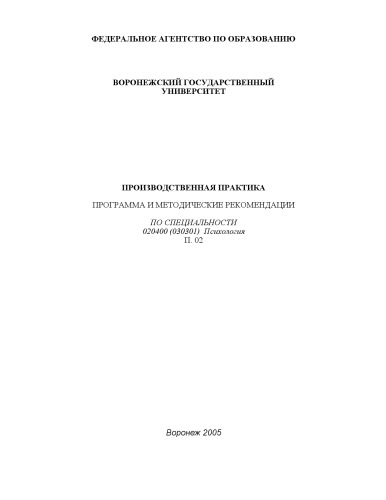 ФЕДЕРАЛЬНОЕ АГЕНТСТВО ПО ОБРАЗОВАНИЮ
ВОРОНЕЖСКИЙ ГОСУДАРСТВЕННЫЙ
УНИВЕРСИТЕТ
ПРОИЗВОДСТВЕННАЯ ПРАКТИКА
ПРОГРАММА И МЕТОДИЧЕСКИЕ РЕКОМЕНДАЦИИ
ПО СПЕЦИАЛЬНОСТИ
020400 (030301) Психология
П. 02
Воронеж 2005